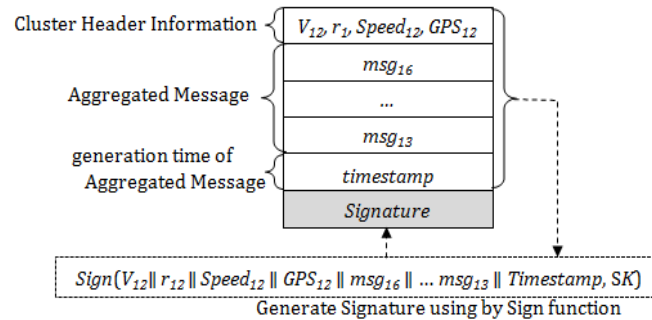 Cluster Header Information
V12, r1, Speed12, GPS12
msg16
Aggregated Message
...
msg13
generation time of
Aggregated Message
timestamp
Signature
Sign(V12‖ r12‖ Speed12 ‖ GPS12 ‖ msg16 ‖ ... msg13 ‖ Timestamp, SK)
Generate Signature using by Sign function